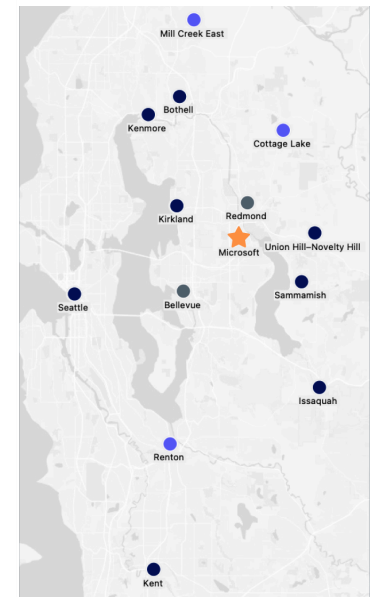 Mill Creek East
Bothell
Kenmore
Cottage Lake
Kirkland
Redmond
Microsoft
Union Hill–Novelty Hill
Sammamish
Seattle
Bellevue
Issaquah
Renton
Kent